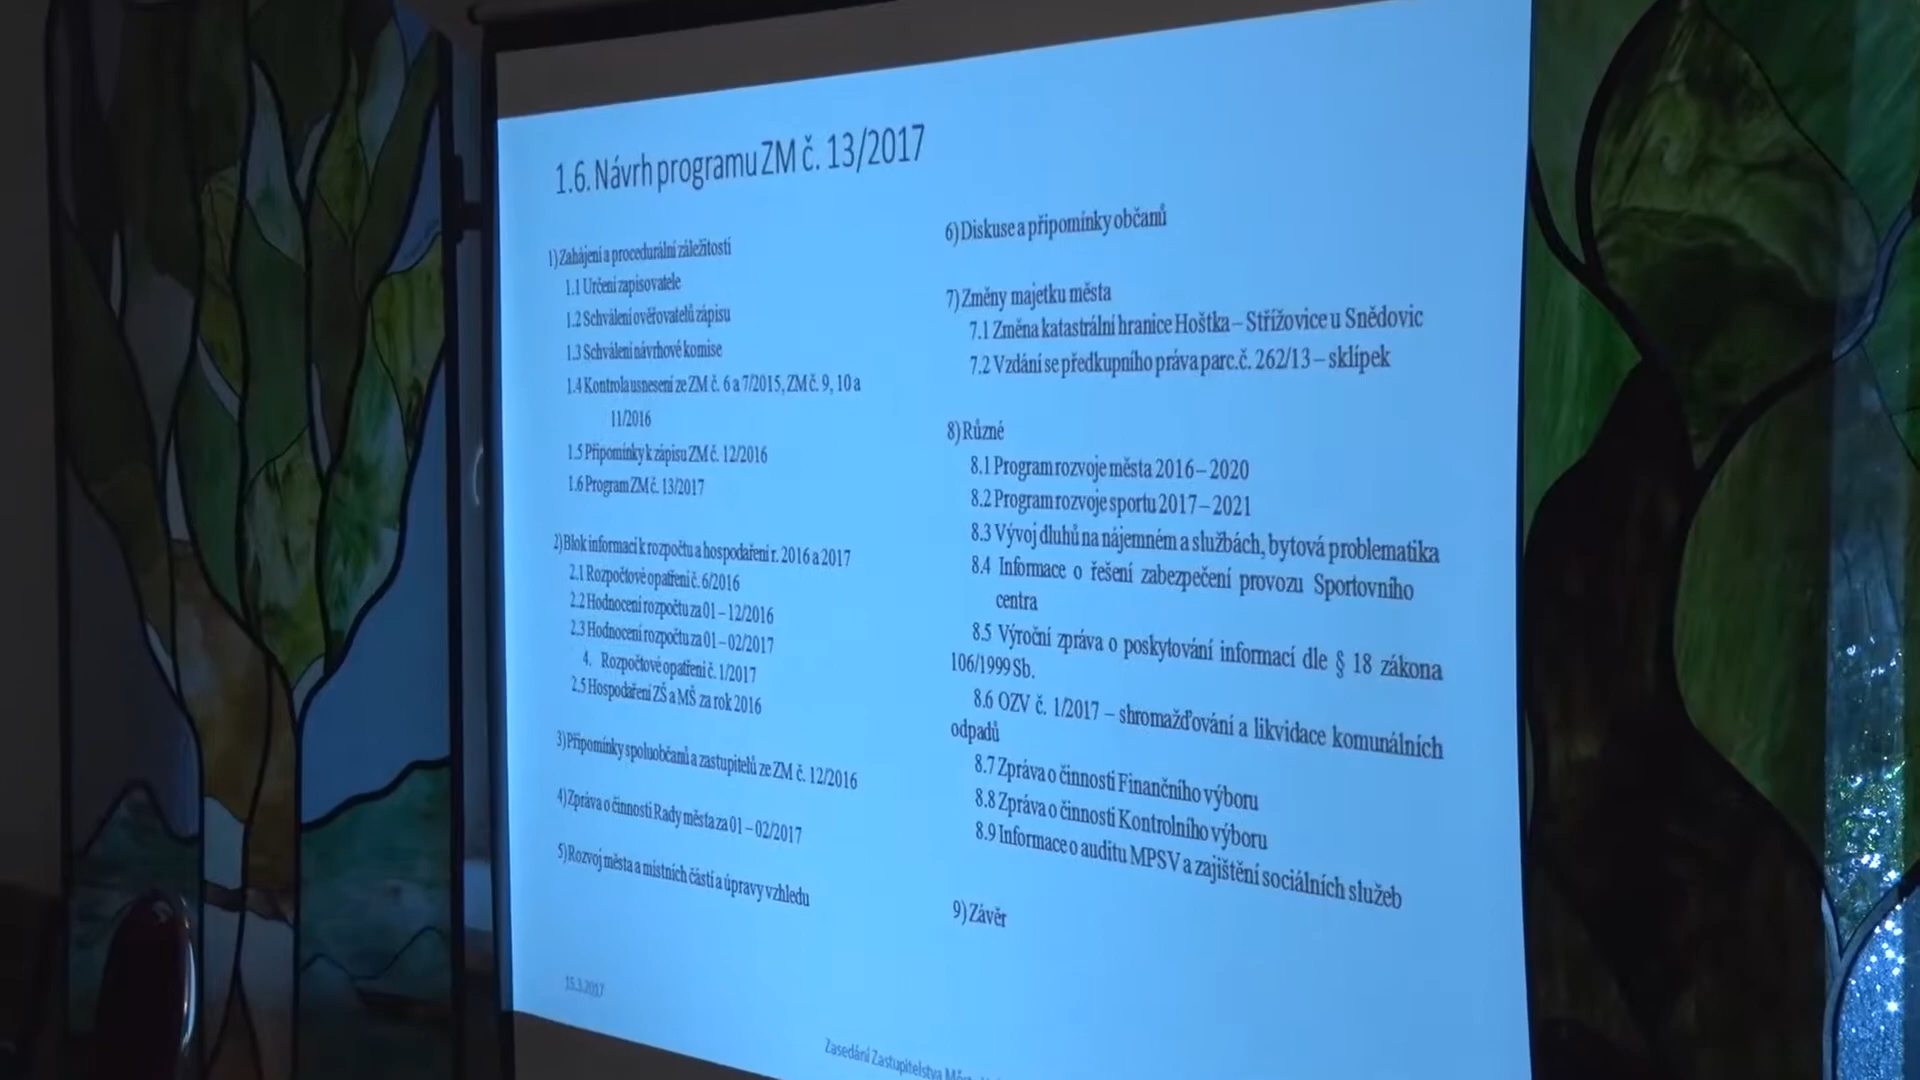 1.6. Návrh programu ZM č. 13/2017
1) Zahájení a procedurální záležitosti
1.1 Určení zapisovatele
1.2 Schválení ověřovatelů zápisu
1.3 Schválení návrhové komise
1.4 Kontrola usnesení ze ZM č. 6 a 7/2015, ZM č. 9, 10 a
11/2016
1.5 Připomínky k zápisu ZM č. 12/2016
1.6 Program ZM č. 13/2017
2) Blok informací k rozpočtu a hospodaření r. 2016 a 2017
2.1 Rozpočtové opatření č. 6/2016
2.2 Hodnocení rozpočtu za 01 – 12/2016
2.3 Hodnocení rozpočtu za 01 – 02/2017
4. Rozpočtové opatření č. 1/2017
2.5 Hospodaření ZŠ a MŠ za rok 2016
3) Připomínky spoluobčanů a zastupitelů ze ZM č. 12/2016
4) Zpráva o činnosti Rady města za 01 – 02/2017
5) Rozvoj města a místních částí a úpravy vzhledu
6) Diskuse a připomínky občanů
7) Změny majetku města
7.1 Změna katastrální hranice Hoštka – Střížovice u Snědovic
7.2 Vzdání se předkupního práva parc.č. 262/13 – sklípek
8) Různé
8.1 Program rozvoje města 2016 – 2020
8.2 Program rozvoje sportu 2017 – 2021
8.3 Vývoj dluhů na nájemném a službách, bytová problematika
8.4 Informace o řešení zabezpečení provozu Sportovního
centra
8.5 Výroční zpráva o poskytování informací dle § 18 zákona
106/1999 Sb.
8.6 OZV č. 1/2017 – shromažďování a likvidace komunálních
odpadů
8.7 Zpráva o činnosti Finančního výboru
8.8 Zpráva o činnosti Kontrolního výboru
8.9 Informace o auditu MPSV a zajištění sociálních služeb
9) Závěr
15.3.2017
Zasedání Zastupitelstva